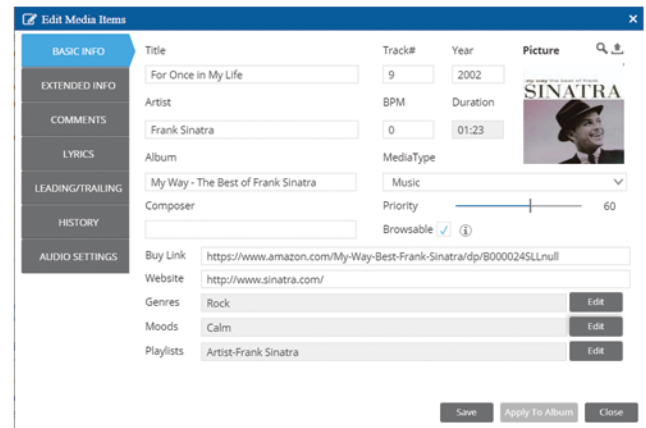 Edit Media Items
BASIC INFO
EXTENDED INFO
COMMENTS
LYRICS
LEADING/TRAILING
HISTORY
AUDIO SETTINGS
Title Track# Year Picture
For Once in My Life 9 2002
Artist BPM Duration
Frank Sinatra 0 01:23
Album MediaType
My Way - The Best of Frank Sinatra Music
Composer Priority 60
Browsable
my way the best of frank
SINATRA
Buy Link https://www.amazon.com/My-Way-Best-Frank-Sinatra/dp/B000024SLLnull
Website http://www.sinatra.com/
Genres Rock Edit
Moods Calm Edit
Playlists Artist-Frank Sinatra Edit
Save Apply To Album Close